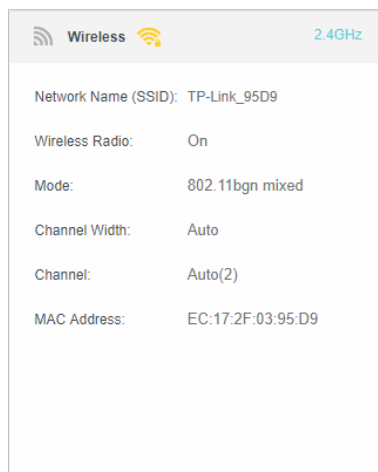 Wireless 2.4GHz
Network Name (SSID): TP-Link_95D9
Wireless Radio: On
Mode: 802.11bgn mixed
Channel Width: Auto
Channel: Auto(2)
MAC Address: EC:17:2F:03:95:D9